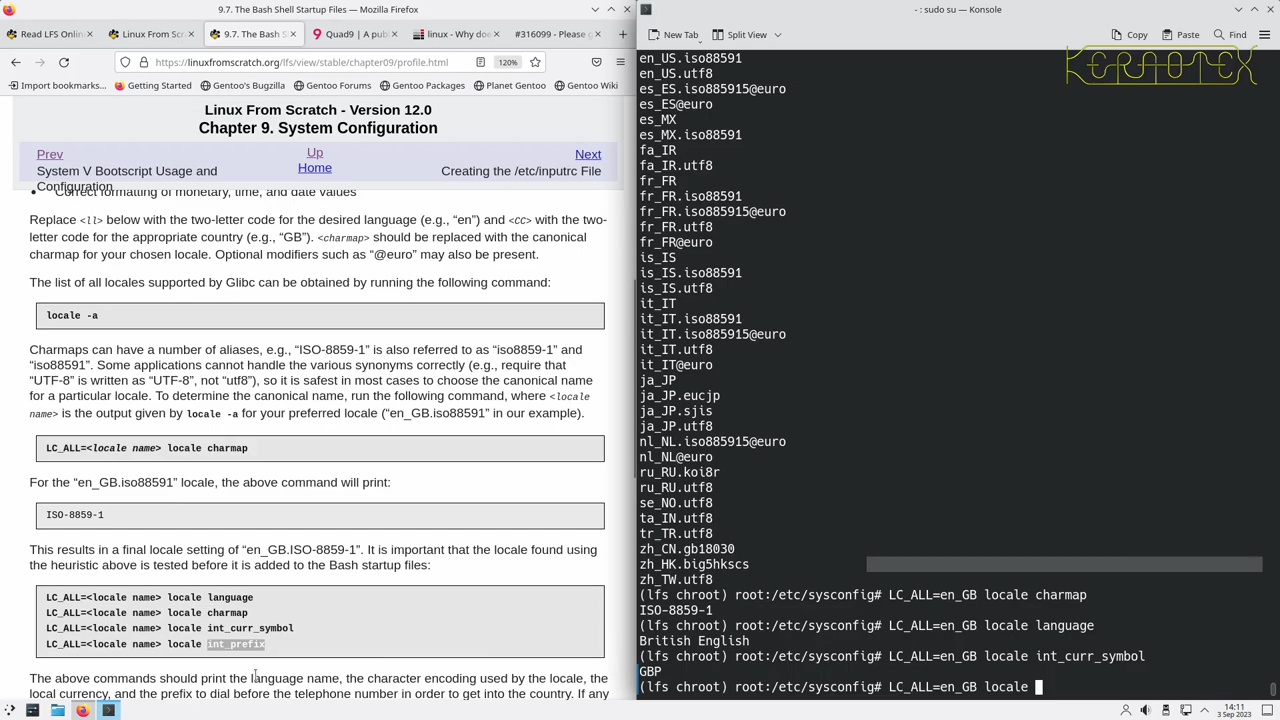 9.7. The Bash Shell Startup Files — Mozilla Firefox
Read LFS Onlin
Linux From Scra
9.7. The Bash S
Quad9 | A publ
linux - Why doe
#316099 - Please g
https://linuxfromscratch.org/lfs/view/stable/chapter09/profile.html
120%
Import bookmarks...
Getting Started
Gentoo's Bugzilla
Gentoo Forums
Gentoo Packages
Planet Gentoo
Gentoo Wiki
Linux From Scratch - Version 12.0
Chapter 9. System Configuration
Prev
Up
Next
System V Bootscript Usage and Configuration
Home
Creating the /etc/inputrc File
Correct formatting of monetary, time, and date values
Replace <ll> below with the two-letter code for the desired language (e.g., “en”) and <CC> with the two-
letter code for the appropriate country (e.g., “GB”). <charmap> should be replaced with the canonical
charmap for your chosen locale. Optional modifiers such as “@euro” may also be present.
The list of all locales supported by Glibc can be obtained by running the following command:
locale -a
Charmaps can have a number of aliases, e.g., “ISO-8859-1” is also referred to as “iso8859-1” and
“iso88591”. Some applications cannot handle the various synonyms correctly (e.g., require that
“UTF-8” is written as “UTF-8”, not “utf8”), so it is safest in most cases to choose the canonical name
for a particular locale. To determine the canonical name, run the following command, where <locale
name> is the output given by locale -a for your preferred locale (“en_GB.iso88591” in our example).
LC_ALL=<locale name> locale charmap
For the “en_GB.iso88591” locale, the above command will print:
ISO-8859-1
This results in a final locale setting of “en_GB.ISO-8859-1”. It is important that the locale found using
the heuristic above is tested before it is added to the Bash startup files:
LC_ALL=<locale name> locale language
LC_ALL=<locale name> locale charmap
LC_ALL=<locale name> locale int_curr_symbol
LC_ALL=<locale name> locale int_prefix
The above commands should print the language name, the character encoding used by the locale, the
local currency, and the prefix to dial before the telephone number in order to get into the country. If any
- : sudo su — Konsole
New Tab
Split View
Copy
Paste
Find
KERNOTEX
en_US.iso88591
en_US.utf8
es_ES.iso885915@euro
es_ES@euro
es_MX
es_MX.iso88591
fa_IR
fa_IR.utf8
fr_FR
fr_FR.iso88591
fr_FR.iso885915@euro
fr_FR.utf8
fr_FR@euro
is_IS
is_IS.iso88591
is_IS.utf8
it_IT
it_IT.iso88591
it_IT.iso885915@euro
it_IT.utf8
it_IT@euro
ja_JP
ja_JP.eucjp
ja_JP.sjis
ja_JP.utf8
nl_NL.iso885915@euro
nl_NL@euro
ru_RU.koi8r
ru_RU.utf8
se_NO.utf8
ta_IN.utf8
tr_TR.utf8
zh_CN.gb18030
zh_HK.big5hkscs
zh_TW.utf8
(lfs chroot) root:/etc/sysconfig# LC_ALL=en_GB locale charmap
ISO-8859-1
(lfs chroot) root:/etc/sysconfig# LC_ALL=en_GB locale language
British English
(lfs chroot) root:/etc/sysconfig# LC_ALL=en_GB locale int_curr_symbol
GBP
(lfs chroot) root:/etc/sysconfig# LC_ALL=en_GB locale
14:11
3 Sep 2023